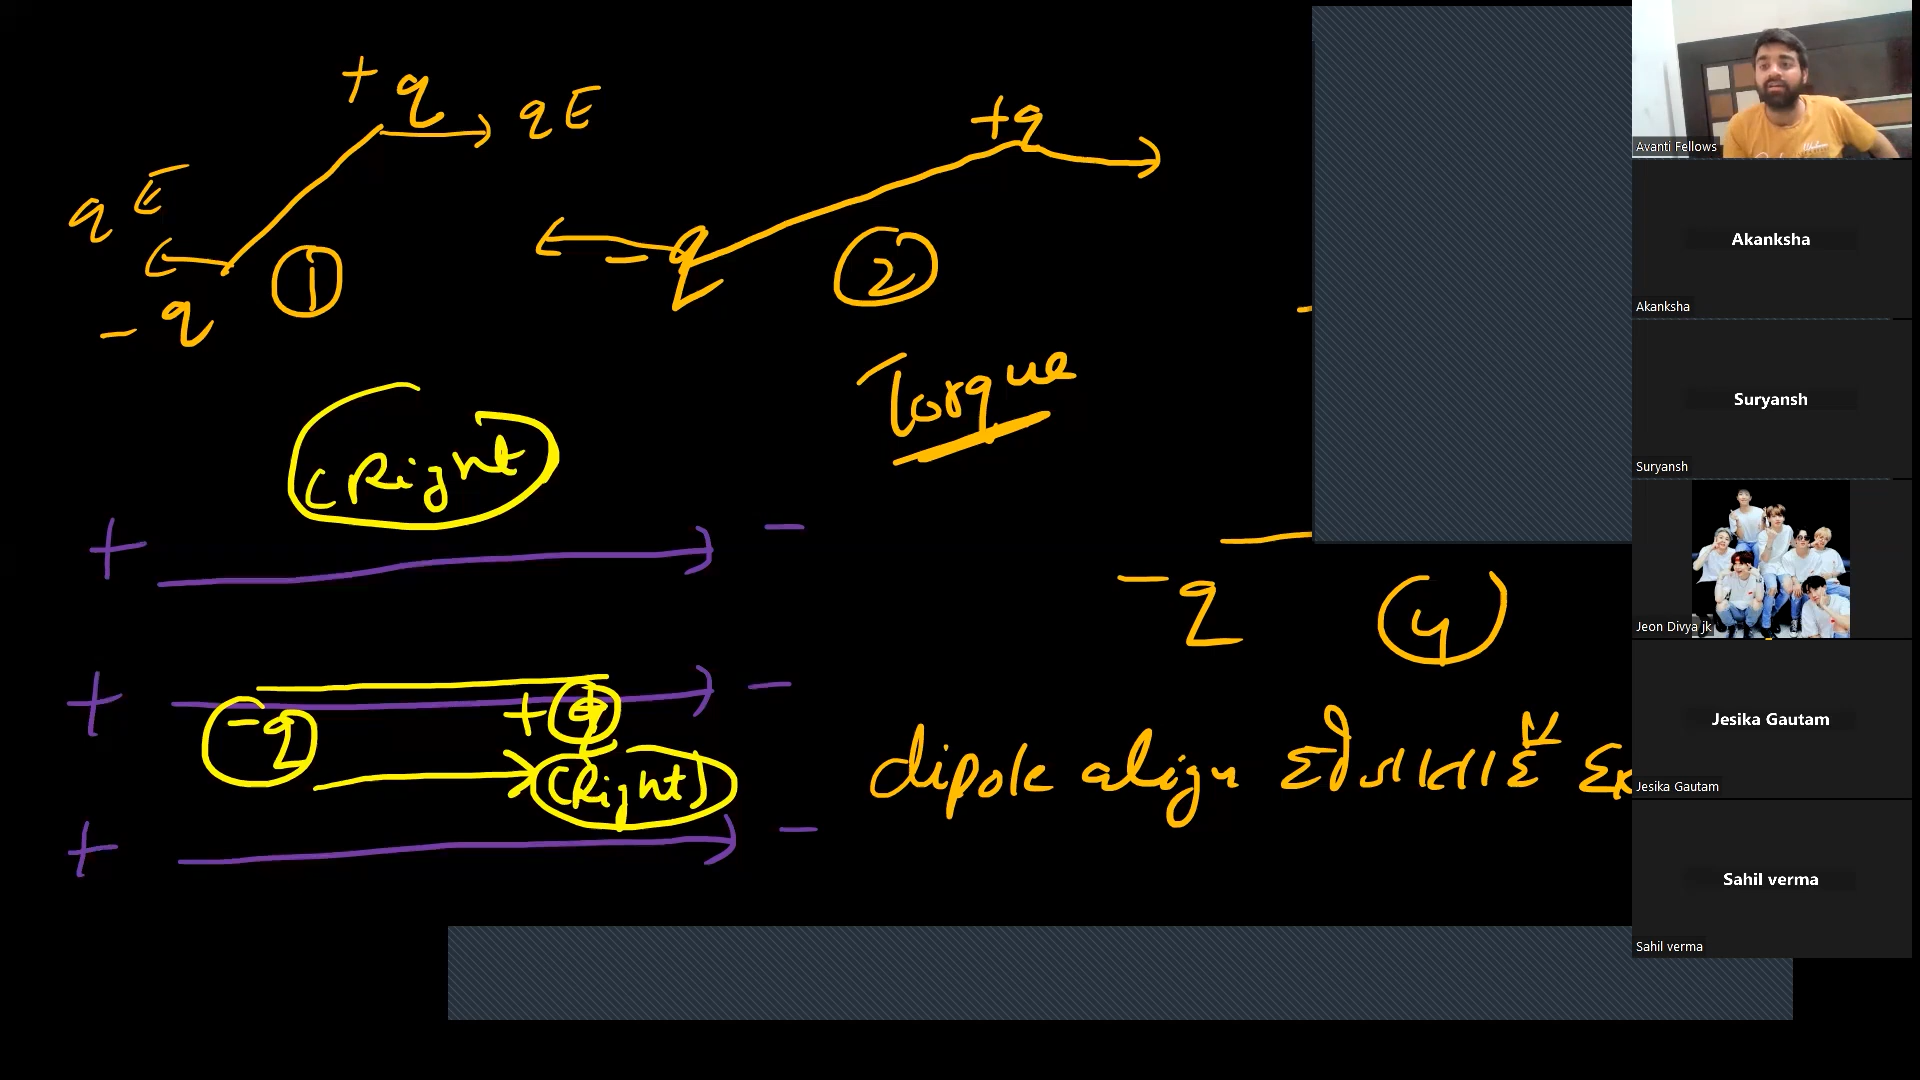 +q
qE
+q
qE
-q
①
-q
②
Torque
(Right
+ -
-q
④
+ -
-q +q
(Right)
dipole align
+ -
Avanti Fellows
Akanksha
Akanksha
Suryansh
Suryansh
Jeon Divya jk
Jesika Gautam
Jesika Gautam
Sahil verma
Sahil verma